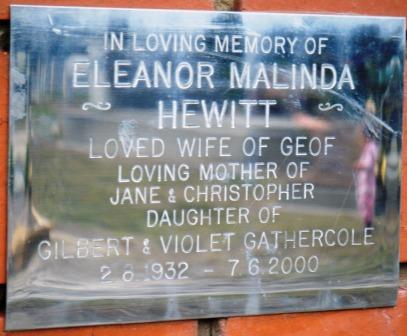 IN LOVING MEMORY OF
ELEANOR MALINDA
~ HEWITT ~
LOVED WIFE OF GEOF
LOVING MOTHER OF
JANE & CHRISTOPHER
DAUGHTER OF
GILBERT & VIOLET GATHERCOLE
2.8.1932 - 7.6.2000